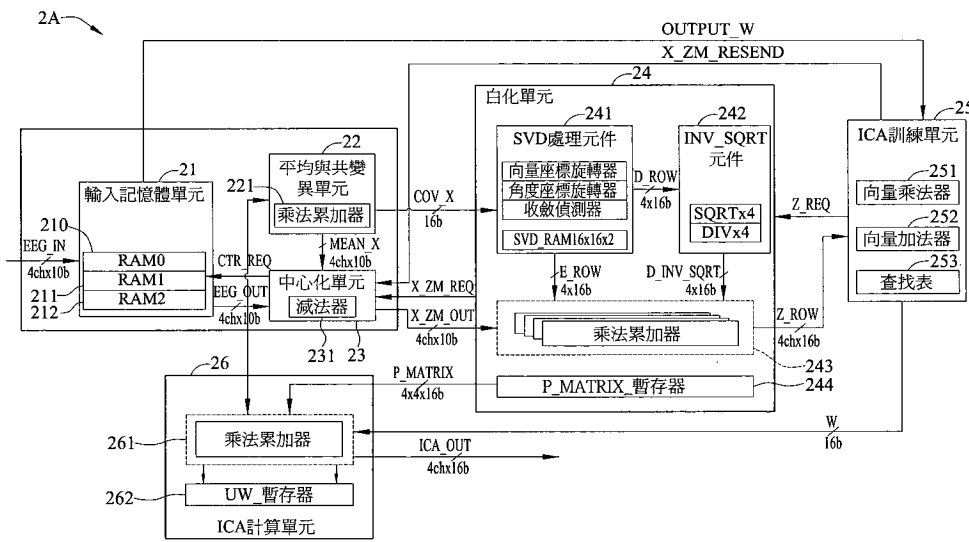 2A
OUTPUT_W
X_ZM_RESEND
24
白化單元
241
SVD處理元件
向量座標旋轉器
角度座標旋轉器
收斂偵測器
SVD_RAM16x16x2
D_ROW
4x16b
242
INV_SQRT
元件
SQRTx4
DIVx4
25
ICA訓練單元
251
向量乘法器
252
向量加法器
253
查找表
Z_REQ
22
平均與共變
異單元
221
乘法累加器
COV_X
16b
MEAN_X
4chx10b
21
輸入記憶體單元
210
RAM0
RAM1
RAM2
211
212
EEG_IN
4chx10b
CTR_REQ
EEG_OUT
4chx10b
中心化單元
減法器
231
23
X_ZM_REQ
X_ZM_OUT
4chx10b
E_ROW
4x16b
D_INV_SQRT
4x16b
乘法累加器
243
Z_ROW
4chx16b
P_MATRIX_暫存器
244
P_MATRIX
4x4x16b
26
261
乘法累加器
ICA_OUT
4chx16b
W
16b
262
UW_暫存器
ICA計算單元